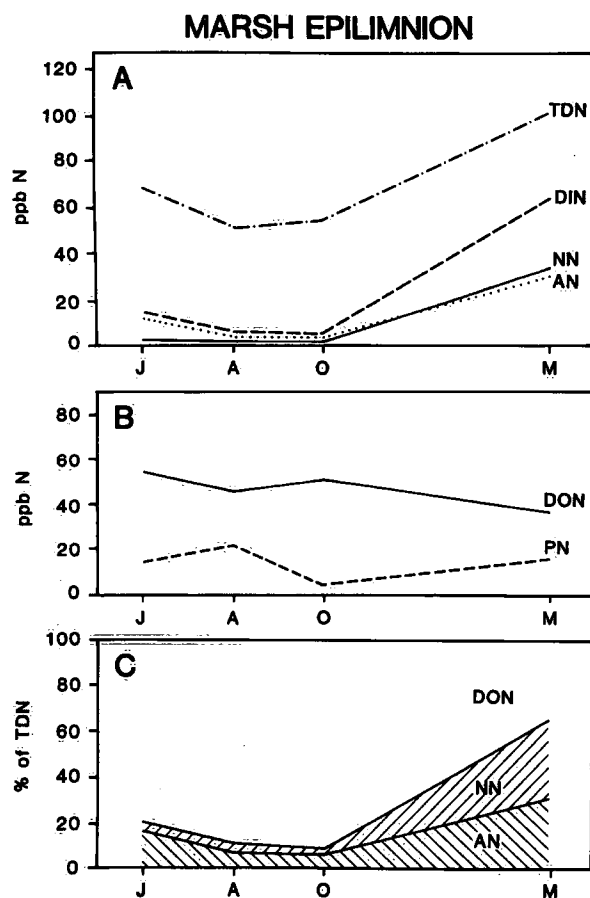 MARSH EPILIMNION
A
ppb N
120
100
80
60
40
20
0
TDN
DIN
NN
AN
J A O M
B
ppb N
80
60
40
20
0
DON
PN
J A O M
C
% of TDN
100
80
60
40
20
0
DON
NN
AN
J A O M